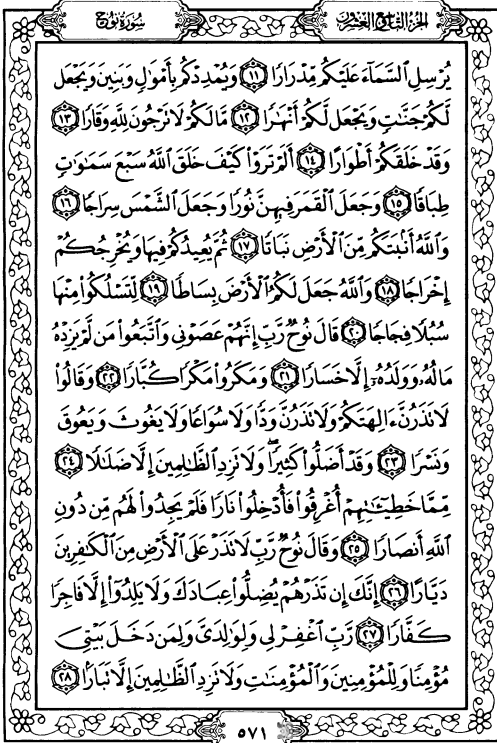 الجزء التاسع والعشرون
سورة نوح
يُرْسِلِ ٱلسَّمَآءَ عَلَيْكُم مِّدْرَارًا ١١ وَيُمْدِدْكُم بِأَمْوَٰلٍ وَبَنِينَ وَيَجْعَل
لَّكُمْ جَنَّٰتٍ وَيَجْعَل لَّكُمْ أَنْهَٰرًا ١٢ مَّا لَكُمْ لَا تَرْجُونَ لِلَّهِ وَقَارًا ١٣
وَقَدْ خَلَقَكُمْ أَطْوَارًا ١٤ أَلَمْ تَرَوْا۟ كَيْفَ خَلَقَ ٱللَّهُ سَبْعَ سَمَٰوَٰتٍ
طِبَاقًا ١٥ وَجَعَلَ ٱلْقَمَرَ فِيهِنَّ نُورًا وَجَعَلَ ٱلشَّمْسَ سِرَاجًا ١٦
وَٱللَّهُ أَنۢبَتَكُم مِّنَ ٱلْأَرْضِ نَبَاتًا ١٧ ثُمَّ يُعِيدُكُمْ فِيهَا وَيُخْرِجُكُمْ
إِخْرَاجًا ١٨ وَٱللَّهُ جَعَلَ لَكُمُ ٱلْأَرْضَ بِسَاطًا ١٩ لِّتَسْلُكُوا۟ مِنْهَا
سُبُلًا فِجَاجًا ٢٠ قَالَ نُوحٌ رَّبِّ إِنَّهُمْ عَصَوْنِى وَٱتَّبَعُوا۟ مَن لَّمْ يَزِدْهُ
مَالُهُۥ وَوَلَدُهُۥٓ إِلَّا خَسَارًا ٢١ وَمَكَرُوا۟ مَكْرًا كُبَّارًا ٢٢ وَقَالُوا۟
لَا تَذَرُنَّ ءَالِهَتَكُمْ وَلَا تَذَرُنَّ وَدًّا وَلَا سُوَاعًا وَلَا يَغُوثَ وَيَعُوقَ
وَنَسْرًا ٢٣ وَقَدْ أَضَلُّوا۟ كَثِيرًا ۖ وَلَا تَزِدِ ٱلظَّٰلِمِينَ إِلَّا ضَلَٰلًا ٢٤
مِّمَّا خَطِيٓـَٰٔتِهِمْ أُغْرِقُوا۟ فَأُدْخِلُوا۟ نَارًا فَلَمْ يَجِدُوا۟ لَهُم مِّن دُونِ
ٱللَّهِ أَنصَارًا ٢٥ وَقَالَ نُوحٌ رَّبِّ لَا تَذَرْ عَلَى ٱلْأَرْضِ مِنَ ٱلْكَٰفِرِينَ
دَيَّارًا ٢٦ إِنَّكَ إِن تَذَرْهُمْ يُضِلُّوا۟ عِبَادَكَ وَلَا يَلِدُوٓا۟ إِلَّا فَاجِرًا
كَفَّارًا ٢٧ رَّبِّ ٱغْفِرْ لِى وَلِوَٰلِدَىَّ وَلِمَن دَخَلَ بَيْتِىَ
مُؤْمِنًا وَلِلْمُؤْمِنِينَ وَٱلْمُؤْمِنَٰتِ وَلَا تَزِدِ ٱلظَّٰلِمِينَ إِلَّا تَبَارًۢا ٢٨
٥٧١